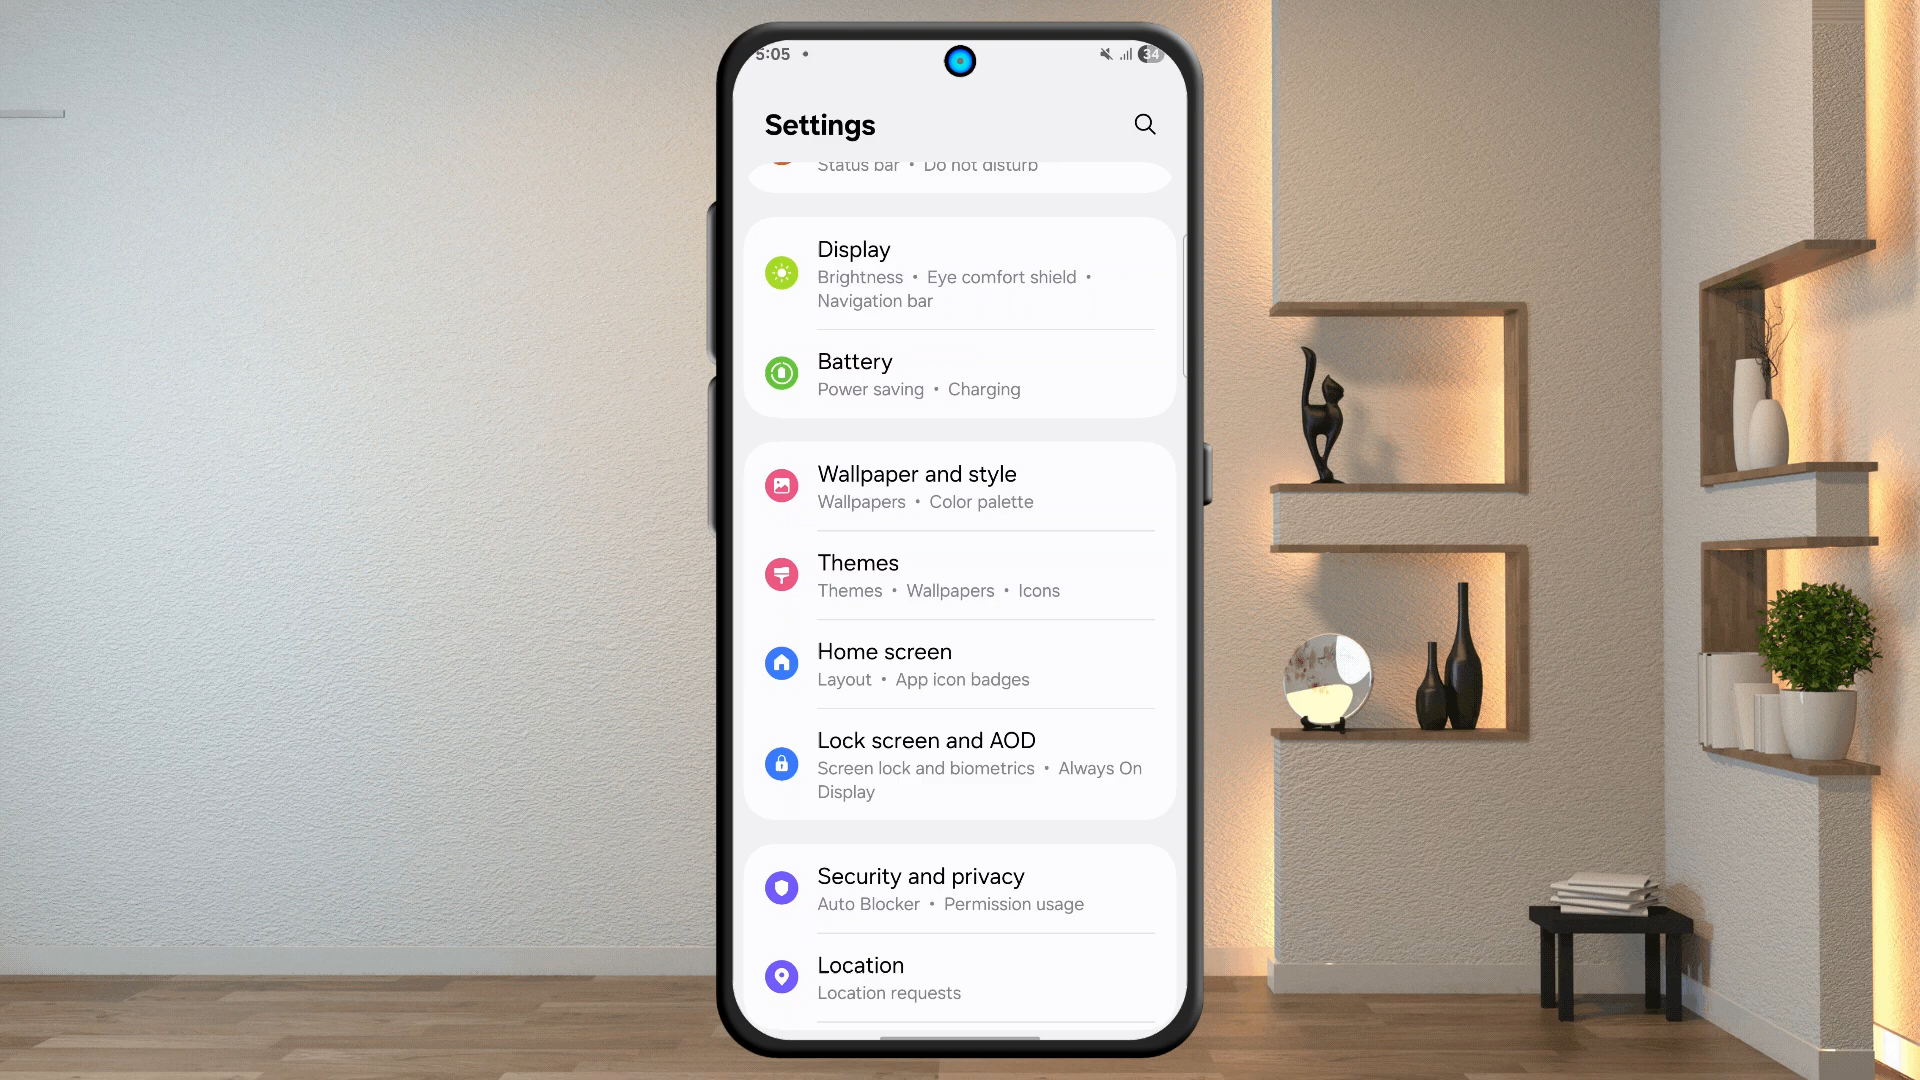 5:05 •
34
Settings
Status bar • Do not disturb
Display
Brightness • Eye comfort shield •
Navigation bar
Battery
Power saving • Charging
Wallpaper and style
Wallpapers • Color palette
Themes
Themes • Wallpapers • Icons
Home screen
Layout • App icon badges
Lock screen and AOD
Screen lock and biometrics • Always On
Display
Security and privacy
Auto Blocker • Permission usage
Location
Location requests